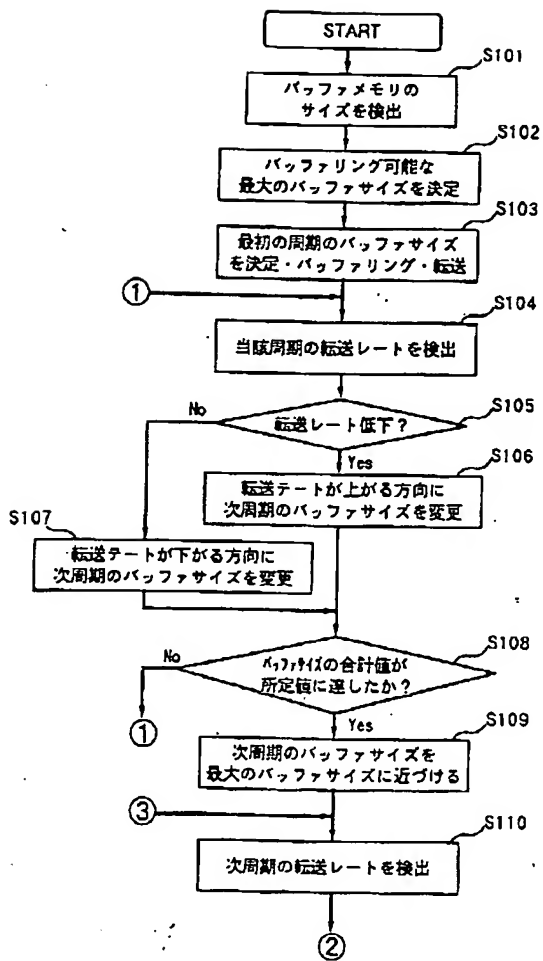 START
S101
バッファメモリの
サイズを検出
S102
バッファリング可能な
最大のバッファサイズを決定
S103
最初の周期のバッファサイズ
を決定・バッファリング・転送
①
S104
当該周期の転送レートを検出
S105
No
転送レート低下?
Yes
S106
転送テートが上がる方向に
次周期のバッファサイズを変更
S107
転送テートが下がる方向に
次周期のバッファサイズを変更
S108
No
バッファサイズの合計値が
所定値に達したか?
①
Yes
S109
次周期のバッファサイズを
最大のバッファサイズに近づける
③
S110
次周期の転送レートを検出
②